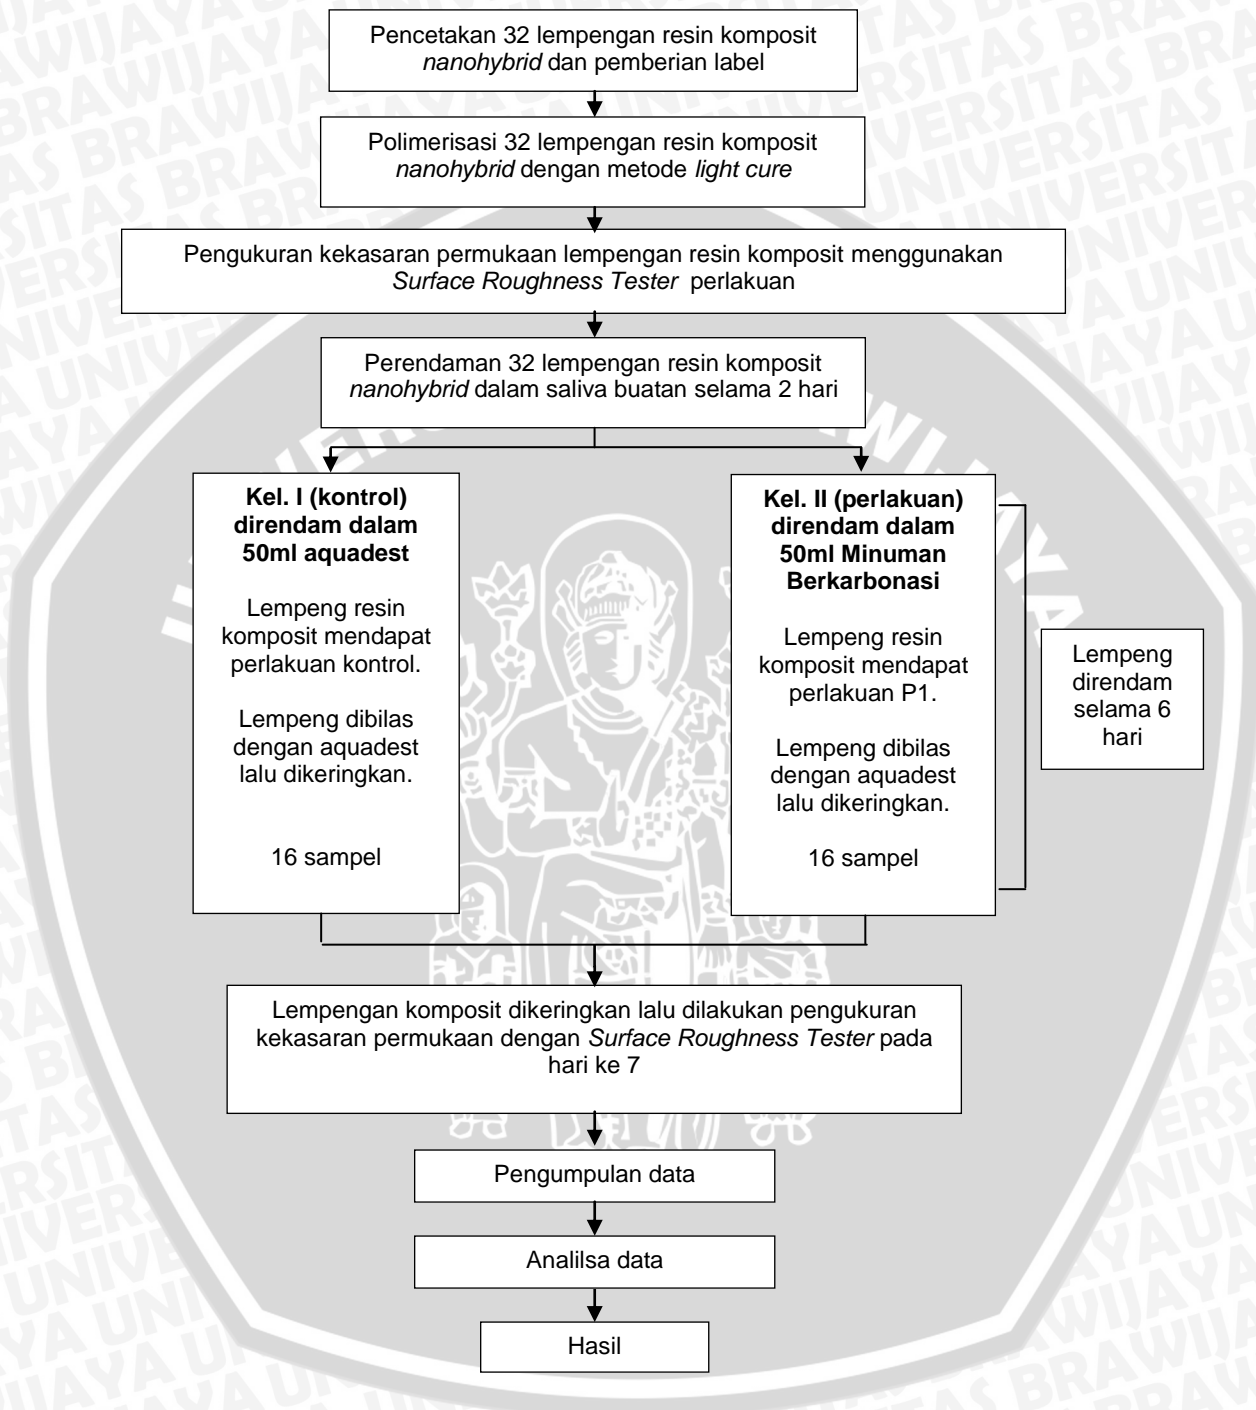 Pencetakan 32 lempengan resin komposit
nanohybrid dan pemberian label
Polimerisasi 32 lempengan resin komposit
nanohybrid dengan metode light cure
Pengukuran kekasaran permukaan lempengan resin komposit menggunakan
Surface Roughness Tester perlakuan
Perendaman 32 lempengan resin komposit
nanohybrid dalam saliva buatan selama 2 hari
Kel. I (kontrol)
direndam dalam
50ml aquadest
Lempeng resin
komposit mendapat
perlakuan kontrol.
Lempeng dibilas
dengan aquadest
lalu dikeringkan.
16 sampel
Kel. II (perlakuan)
direndam dalam
50ml Minuman
Berkarbonasi
Lempeng resin
komposit mendapat
perlakuan P1.
Lempeng dibilas
dengan aquadest
lalu dikeringkan.
16 sampel
Lempeng
direndam
selama 6
hari
Lempengan komposit dikeringkan lalu dilakukan pengukuran
kekasaran permukaan dengan Surface Roughness Tester pada
hari ke 7
Pengumpulan data
Analilsa data
Hasil